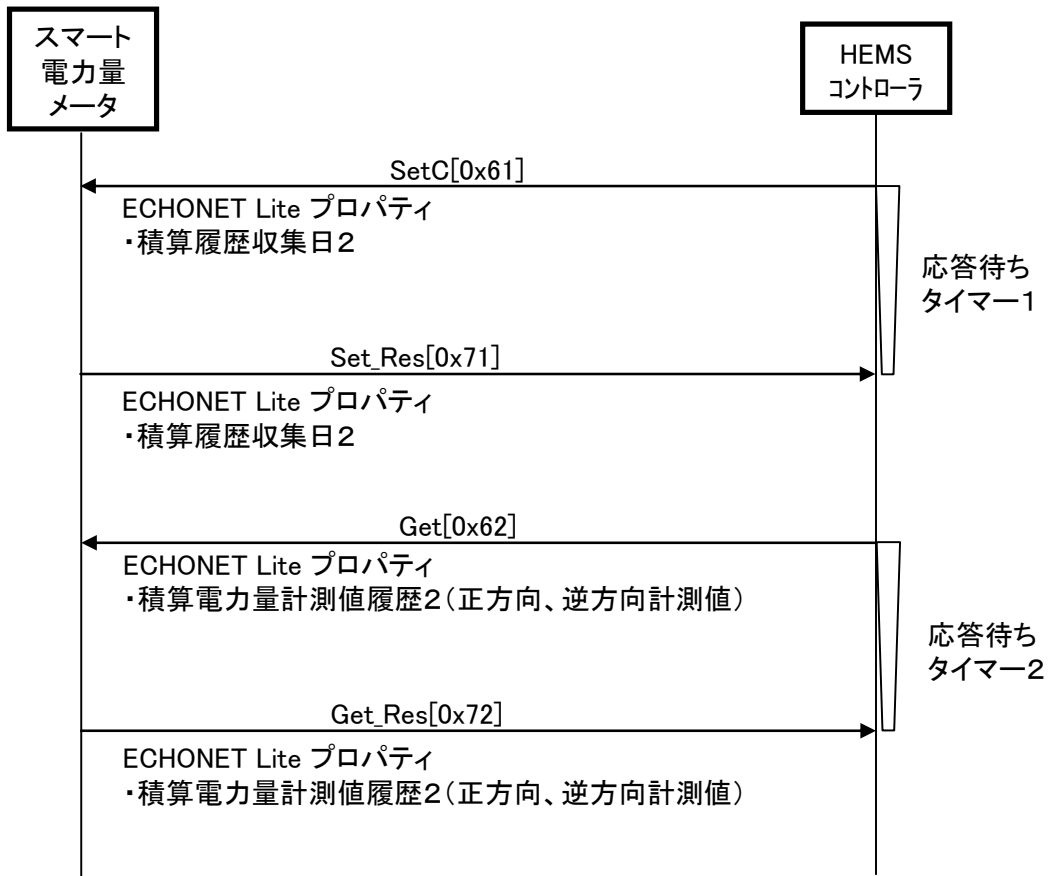 スマート
電力量
メータ
HEMS
コントローラ
SetC[0x61]
ECHONET Lite プロパティ
・積算履歴収集日２
応答待ち
タイマー１
Set_Res[0x71]
ECHONET Lite プロパティ
・積算履歴収集日２
Get[0x62]
ECHONET Lite プロパティ
・積算電力量計測値履歴２（正方向、逆方向計測値）
応答待ち
タイマー２
Get_Res[0x72]
ECHONET Lite プロパティ
・積算電力量計測値履歴２（正方向、逆方向計測値）